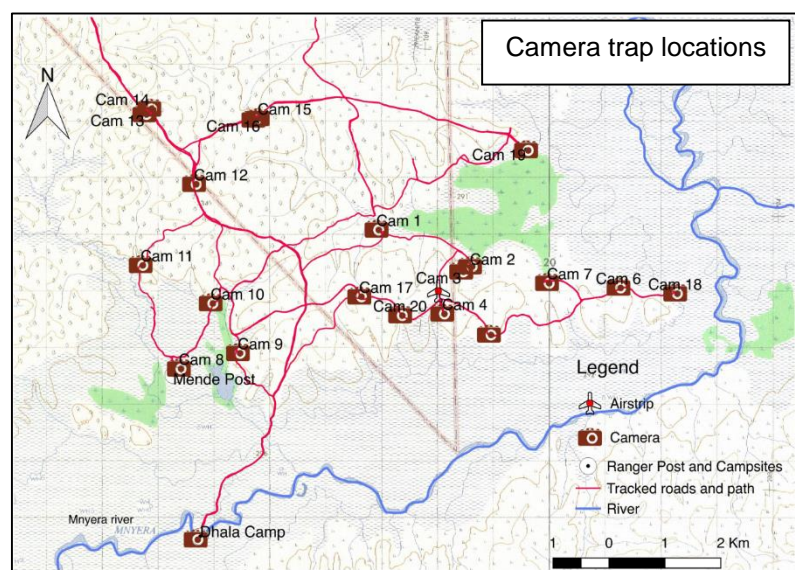 Camera trap locations
N
Cam 14
Cam 13
Cam 15
Cam 16
Cam 19
Cam 12
Cam 1
Cam 11
Cam 2
Cam 3
Cam 7
Cam 6
Cam 18
Cam 10
Cam 17
Cam 20
Cam 4
Cam 9
Cam 8
Mende Post
20
291
Legend
Airstrip
Camera
Ranger Post and Campsites
Tracked roads and path
River
Mnyera river
MNYERA
Dhala Camp
1 0 1 2 Km